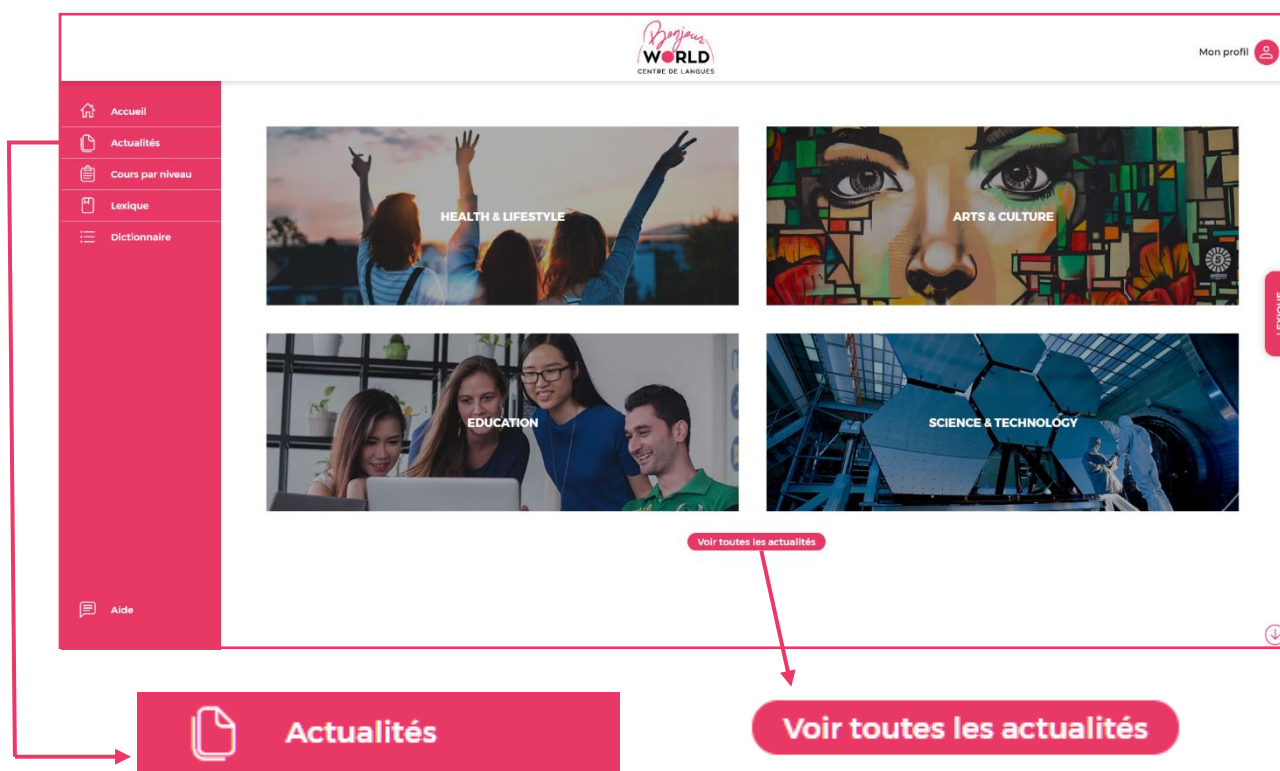 Bonjour
WORLD
CENTRE DE LANGUES
Mon profil
Accueil
Actualités
Cours par niveau
Lexique
Dictionnaire
Aide
HEALTH & LIFESTYLE
ARTS & CULTURE
EDUCATION
SCIENCE & TECHNOLOGY
LEXIQUE
Voir toutes les actualités
Actualités
Voir toutes les actualités